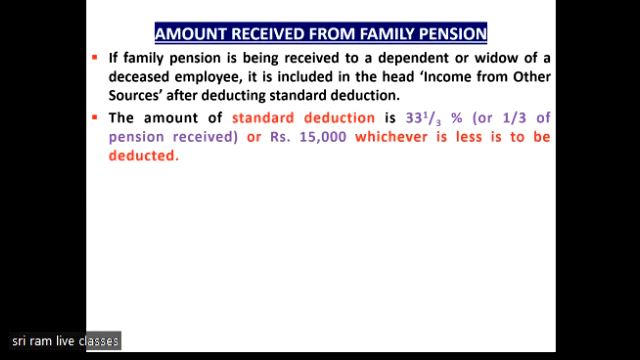 AMOUNT RECEIVED FROM FAMILY PENSION
▪ If family pension is being received to a dependent or widow of a
deceased employee, it is included in the head ‘Income from Other
Sources’ after deducting standard deduction.
▪ The amount of standard deduction is 33¹/₃ % (or 1/3 of
pension received) or Rs. 15,000 whichever is less is to be
deducted.
sri ram live classes